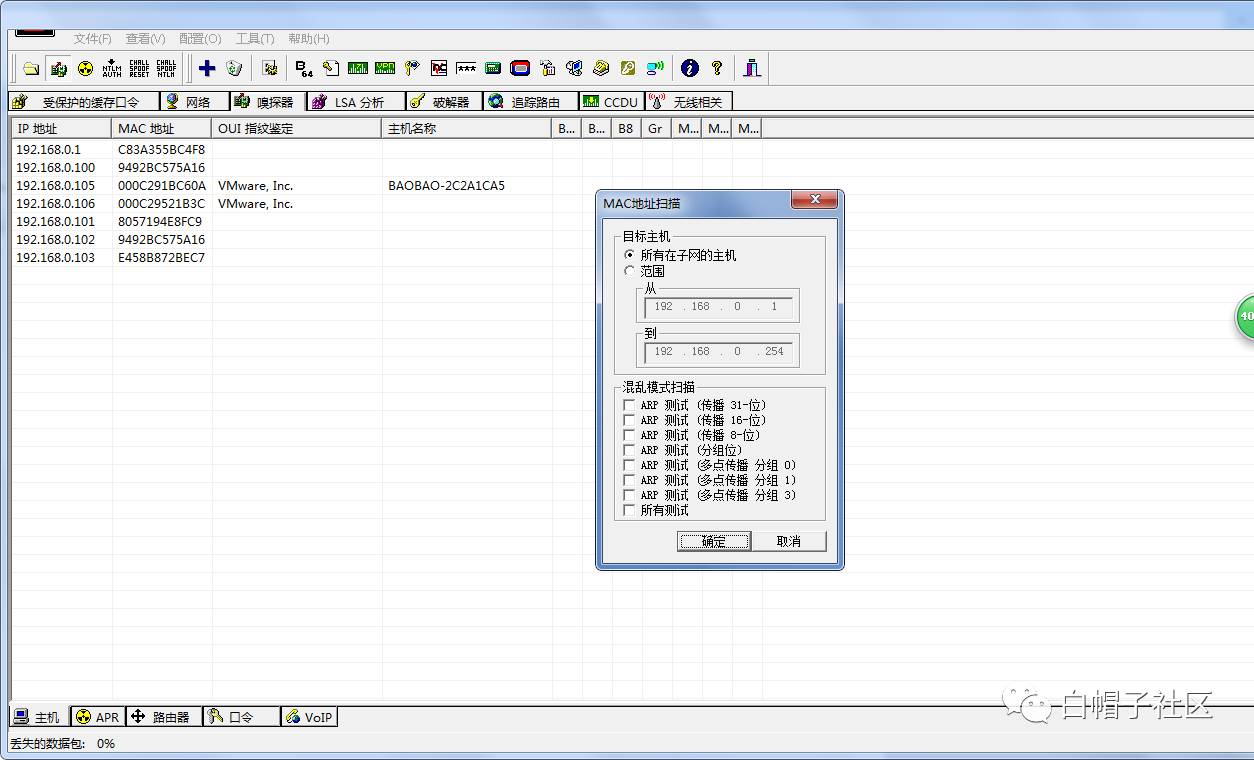 文件(F) 查看(V) 配置(O) 工具(T) 帮助(H)
NTLM AUTH CHALL SPOOF RESET CHALL SPOOF NTLM B 64
受保护的缓存口令 网络 嗅探器 LSA 分析 破解器 追踪路由 CCDU 无线相关
IP 地址 MAC 地址 OUI 指纹鉴定 主机名称 B... B... B8 Gr M... M... M...
192.168.0.1 C83A355BC4F8
192.168.0.100 9492BC575A16
192.168.0.105 000C291BC60A VMware, Inc. BAOBAO-2C2A1CA5
192.168.0.106 000C29521B3C VMware, Inc.
192.168.0.101 8057194E8FC9
192.168.0.102 9492BC575A16
192.168.0.103 E458B872BEC7
MAC地址扫描
目标主机
所有在子网的主机
范围
从
192 . 168 . 0 . 1
到
192 . 168 . 0 . 254
混乱模式扫描
ARP 测试 (传播 31-位)
ARP 测试 (传播 16-位)
ARP 测试 (传播 8-位)
ARP 测试 (分组位)
ARP 测试 (多点传播 分组 0)
ARP 测试 (多点传播 分组 1)
ARP 测试 (多点传播 分组 3)
所有测试
确定 取消
40
白帽子社区
主机 APR 路由器 口令 VoIP
丢失的数据包: 0%